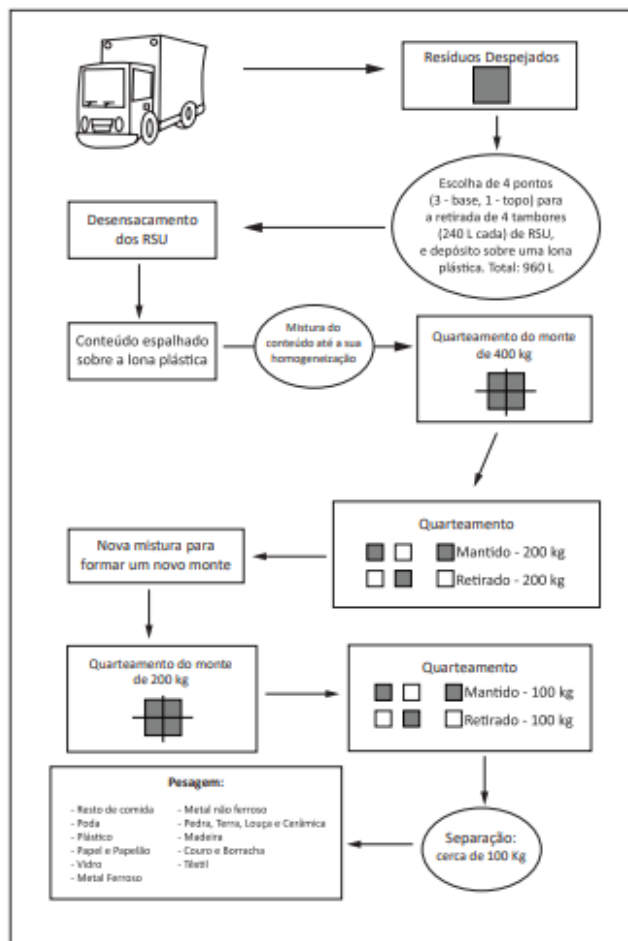 Resíduos Despejados
Escolha de 4 pontos
(3 - base, 1 - topo) para
a retirada de 4 tambores
(240 L cada) de RSU,
e depósito sobre uma lona
plástica. Total: 960 L
Desensacamento
dos RSU
Conteúdo espalhado
sobre a lona plástica
Mistura do
conteúdo até a sua
homogeneização
Quarteamento do monte
de 400 kg
Quarteamento
Mantido - 200 kg
Retirado - 200 kg
Nova mistura para
formar um novo monte
Quarteamento do monte
de 200 kg
Quarteamento
Mantido - 100 kg
Retirado - 100 kg
Separação:
cerca de 100 Kg
Pesagem:
- Resto de comida
- Poda
- Plástico
- Papel e Papelão
- Vidro
- Metal Ferroso
- Metal não ferroso
- Pedra, Terra, Louça e Cerâmica
- Madeira
- Couro e Borracha
- Têxtil